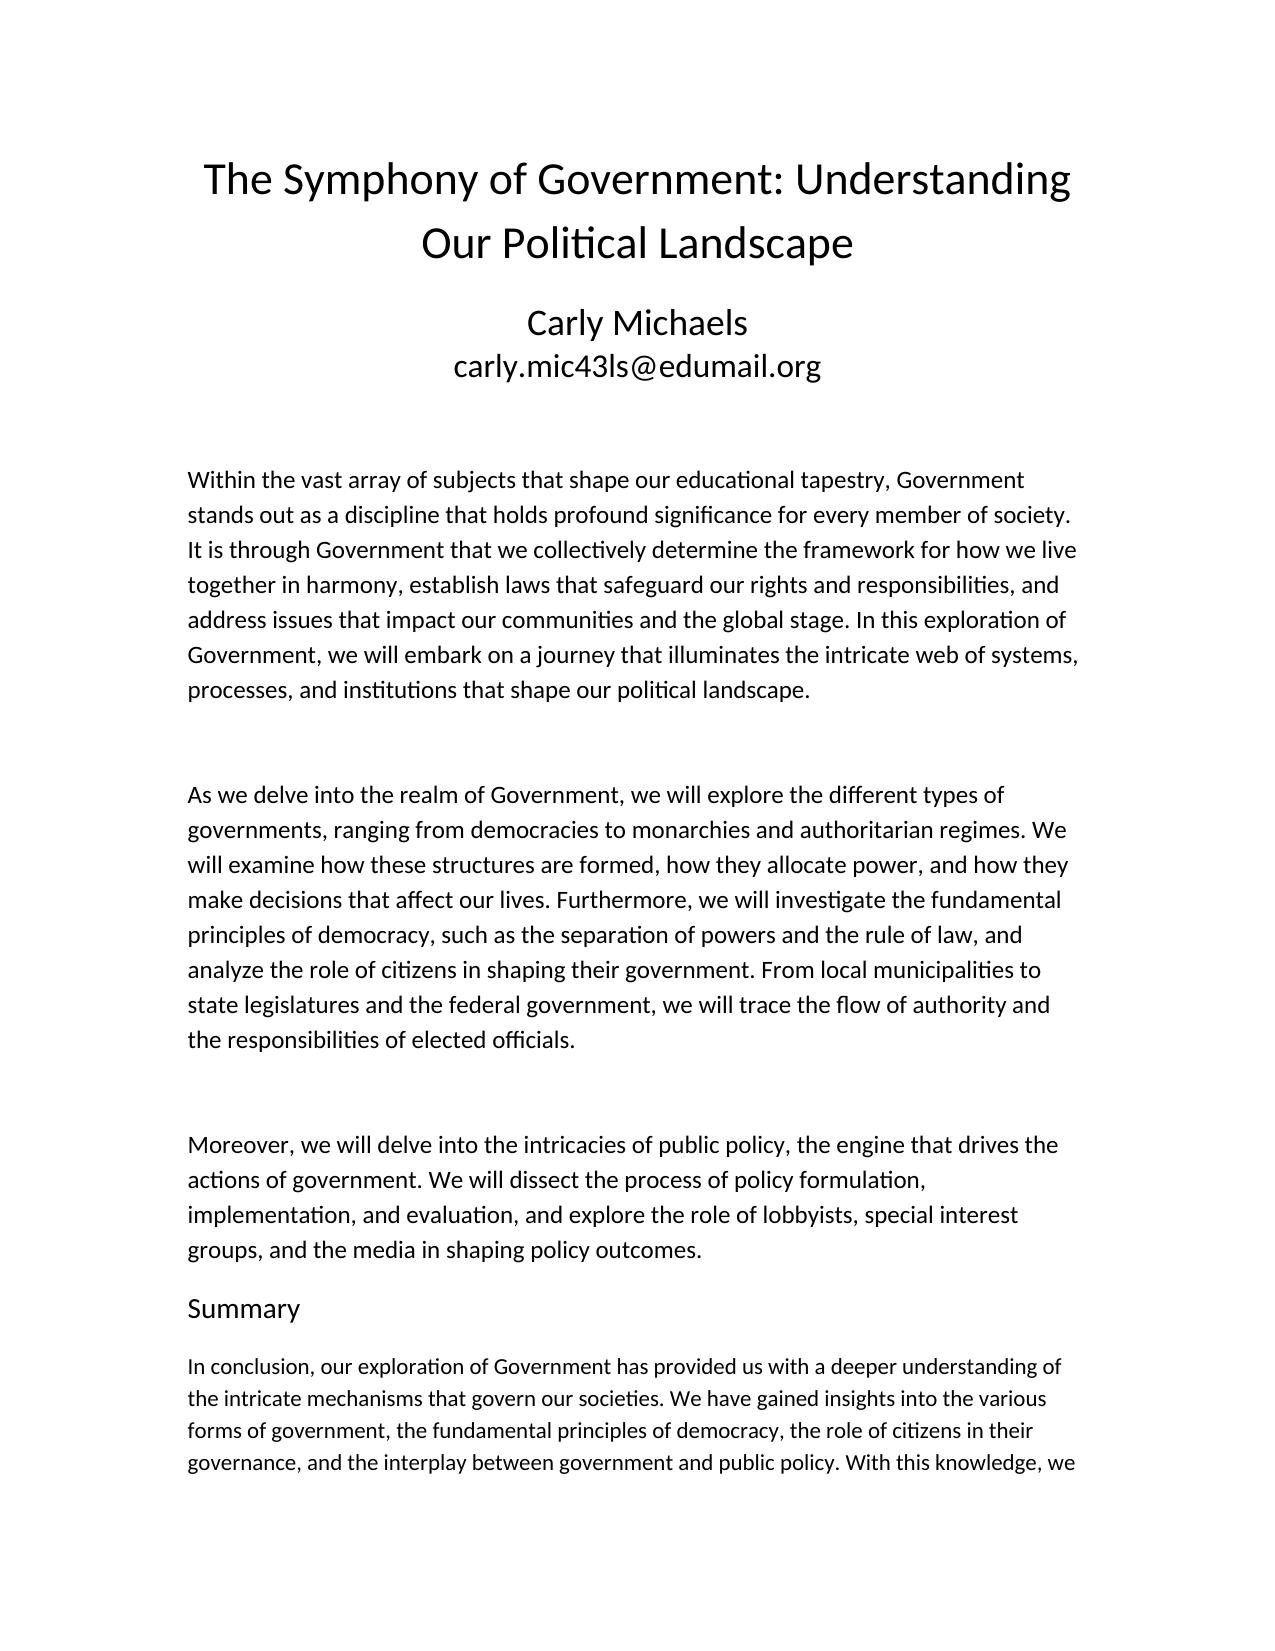 The Symphony of Government: Understanding
Our Political Landscape
Carly Michaels
carly.mic43ls@edumail.org
Within the vast array of subjects that shape our educational tapestry, Government
stands out as a discipline that holds profound significance for every member of society.
It is through Government that we collectively determine the framework for how we live
together in harmony, establish laws that safeguard our rights and responsibilities, and
address issues that impact our communities and the global stage. In this exploration of
Government, we will embark on a journey that illuminates the intricate web of systems,
processes, and institutions that shape our political landscape.
As we delve into the realm of Government, we will explore the different types of
governments, ranging from democracies to monarchies and authoritarian regimes. We
will examine how these structures are formed, how they allocate power, and how they
make decisions that affect our lives. Furthermore, we will investigate the fundamental
principles of democracy, such as the separation of powers and the rule of law, and
analyze the role of citizens in shaping their government. From local municipalities to
state legislatures and the federal government, we will trace the flow of authority and
the responsibilities of elected officials.
Moreover, we will delve into the intricacies of public policy, the engine that drives the
actions of government. We will dissect the process of policy formulation,
implementation, and evaluation, and explore the role of lobbyists, special interest
groups, and the media in shaping policy outcomes.
Summary
In conclusion, our exploration of Government has provided us with a deeper understanding of
the intricate mechanisms that govern our societies. We have gained insights into the various
forms of government, the fundamental principles of democracy, the role of citizens in their
governance, and the interplay between government and public policy. With this knowledge, we